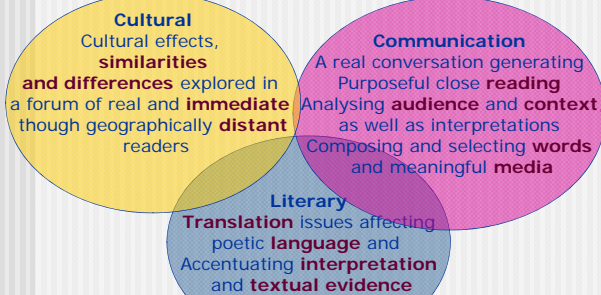 Cultural
Cultural effects,
similarities
and differences explored in
a forum of real and immediate
though geographically distant
readers
Communication
A real conversation generating
Purposeful close reading
Analysing audience and context
as well as interpretations
Composing and selecting words
and meaningful media
Literary
Translation issues affecting
poetic language and
Accentuating interpretation
and textual evidence